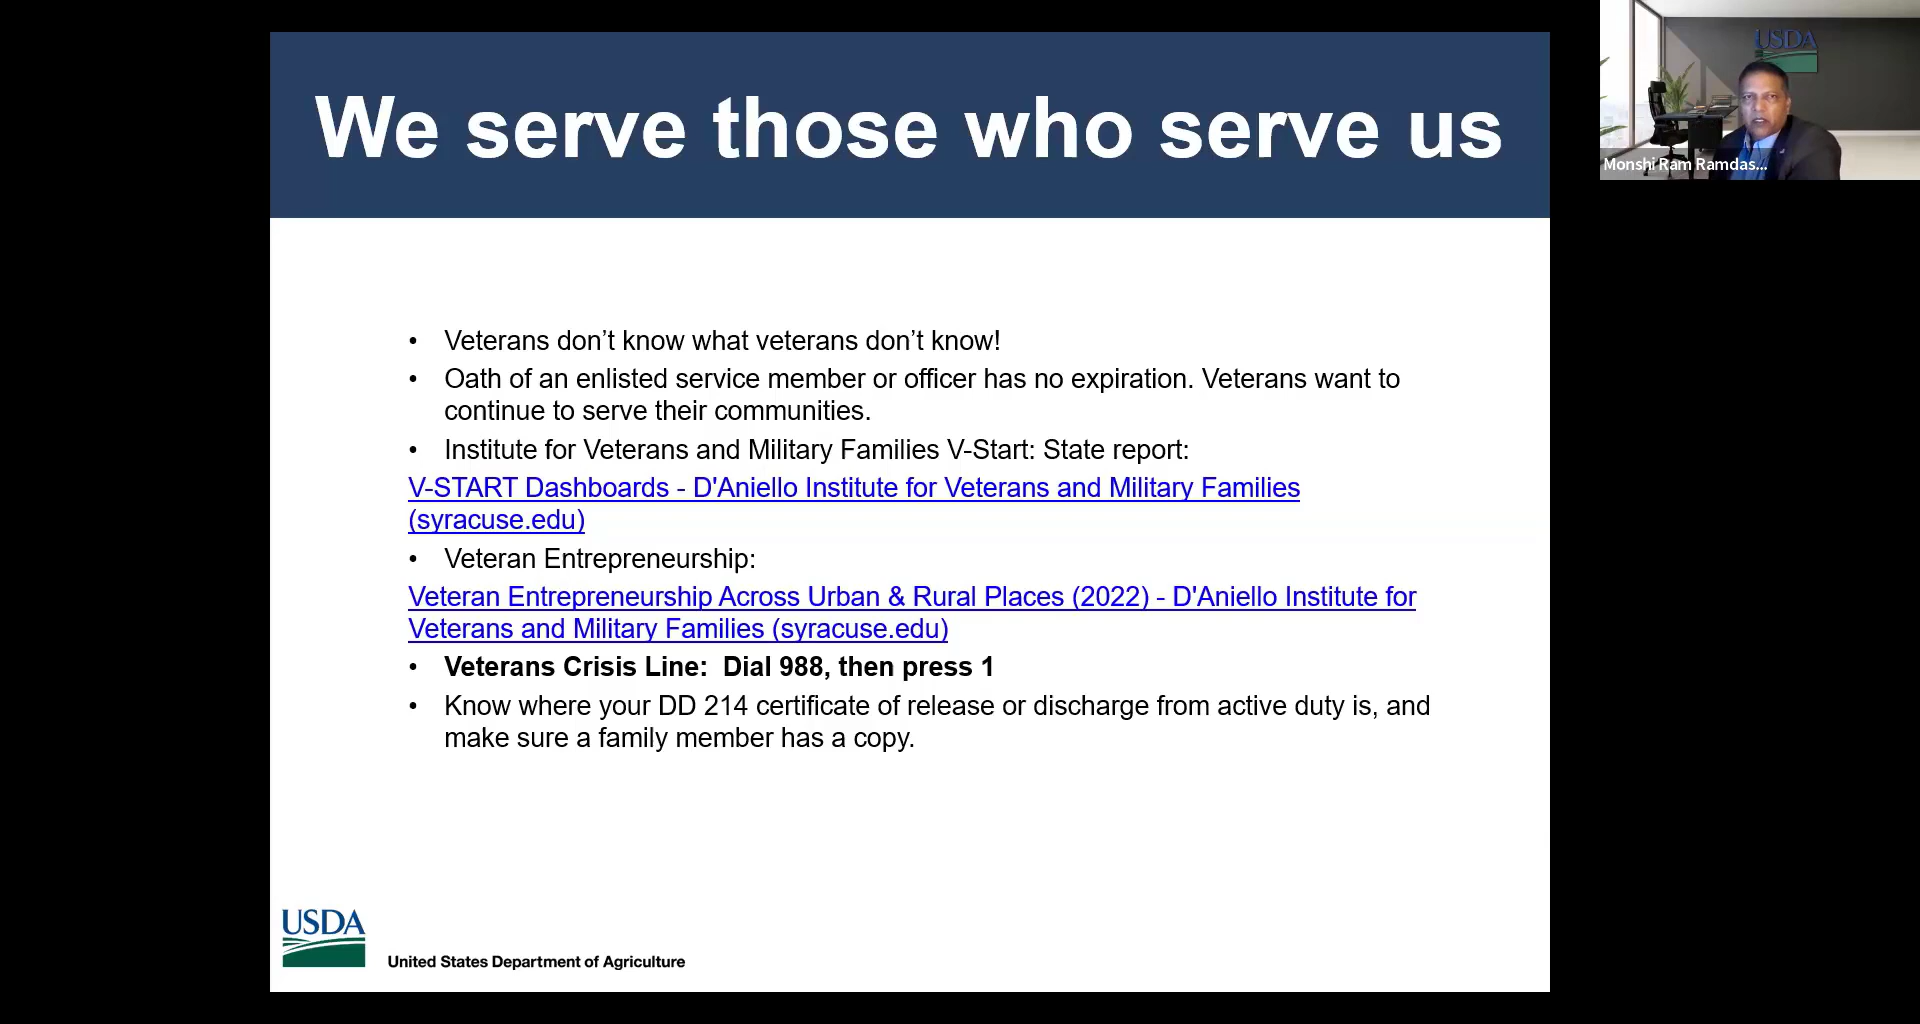 We serve those who serve us
USDA
Monshi Ram Ramdas...
• Veterans don’t know what veterans don’t know!
• Oath of an enlisted service member or officer has no expiration. Veterans want to
continue to serve their communities.
• Institute for Veterans and Military Families V-Start: State report:
V-START Dashboards - D'Aniello Institute for Veterans and Military Families
(syracuse.edu)
• Veteran Entrepreneurship:
Veteran Entrepreneurship Across Urban & Rural Places (2022) - D'Aniello Institute for
Veterans and Military Families (syracuse.edu)
• Veterans Crisis Line:  Dial 988, then press 1
• Know where your DD 214 certificate of release or discharge from active duty is, and
make sure a family member has a copy.
USDA
United States Department of Agriculture